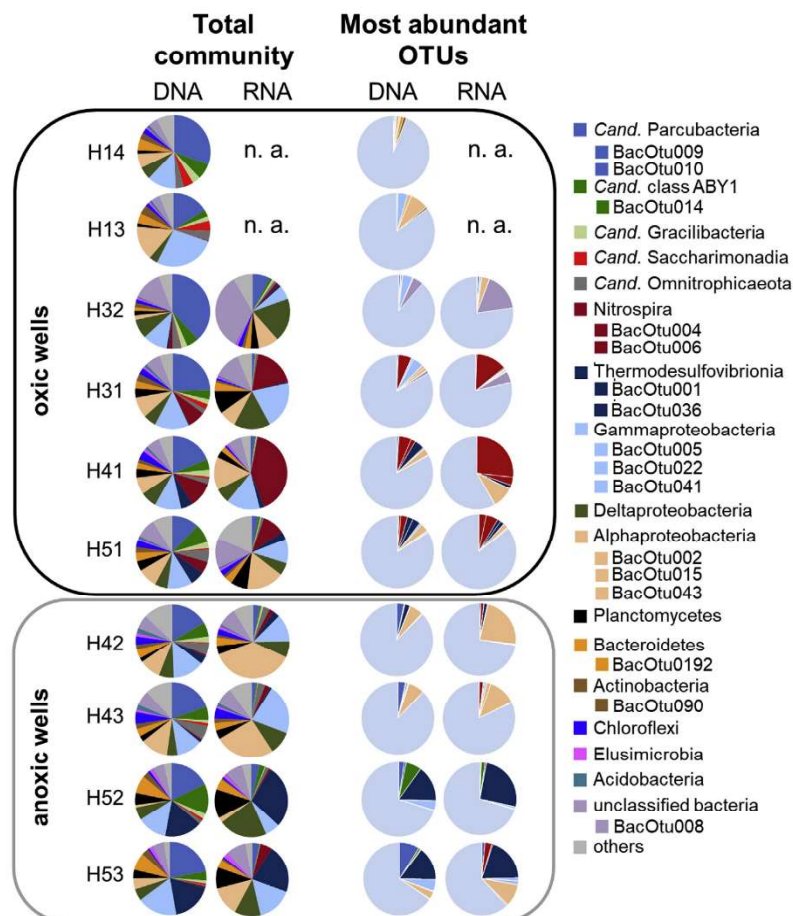 Total community
Most abundant OTUs
DNA RNA
DNA RNA
oxic wells
H14
n. a.
n. a.
H13
n. a.
n. a.
H32
H31
H41
H51
anoxic wells
H42
H43
H52
H53
Cand. Parcubacteria
BacOtu009
BacOtu010
Cand. class ABY1
BacOtu014
Cand. Gracilibacteria
Cand. Saccharimonadia
Cand. Omnitrophicaeota
Nitrospira
BacOtu004
BacOtu006
Thermodesulfovibrionia
BacOtu001
BacOtu036
Gammaproteobacteria
BacOtu005
BacOtu022
BacOtu041
Deltaproteobacteria
Alphaproteobacteria
BacOtu002
BacOtu015
BacOtu043
Planctomycetes
Bacteroidetes
BacOtu0192
Actinobacteria
BacOtu090
Chloroflexi
Elusimicrobia
Acidobacteria
unclassified bacteria
BacOtu008
others